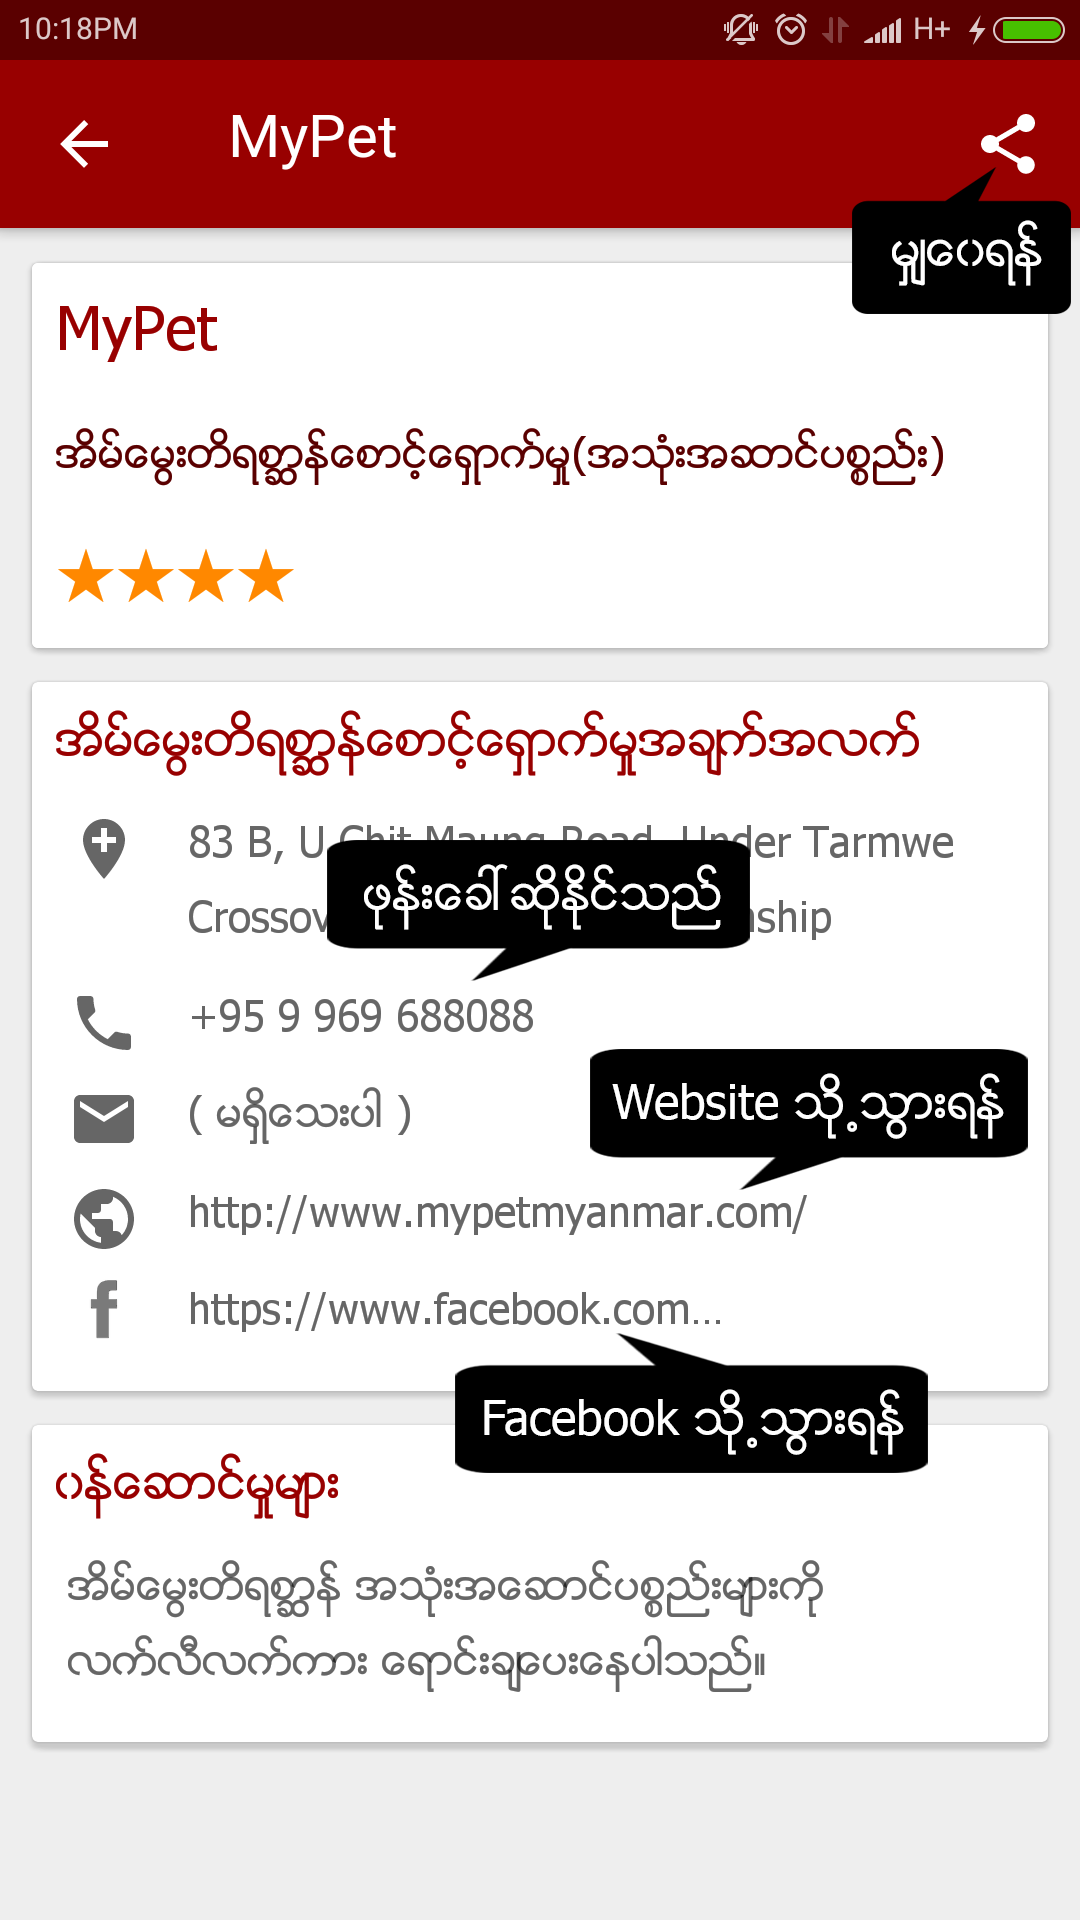 10:18PM
H+
MyPet
မျှဝေရန်
MyPet
အိမ်မွေးတိရစ္ဆာန်စောင့်ရှောက်မှု(အသုံးအဆာင်ပစ္စည်း)
★★★★
အိမ်မွေးတိရစ္ဆာန်စောင့်ရှောက်မှုအချက်အလက်
83 B, U Chit Maung Road, Under Tarmwe
ဖုန်းခေါ်ဆိုနိုင်သည်
+95 9 969 688088
Website သို့သွားရန်
( မရှိသေးပါ )
http://www.mypetmyanmar.com/
https://www.facebook.com...
Facebook သို့သွားရန်
ဝန်ဆောင်မှုများ
အိမ်မွေးတိရစ္ဆာန် အသုံးအဆောင်ပစ္စည်းများကို
လက်လီလက်ကား ရောင်းချပေးနေပါသည်။